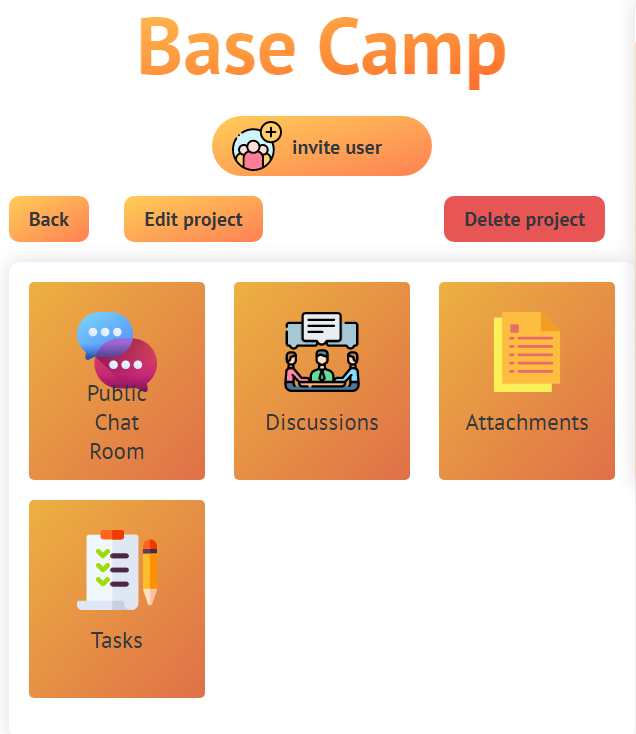 Base Camp
invite user
Back
Edit project
Delete project
Public
Chat
Room
Discussions
Attachments
Tasks